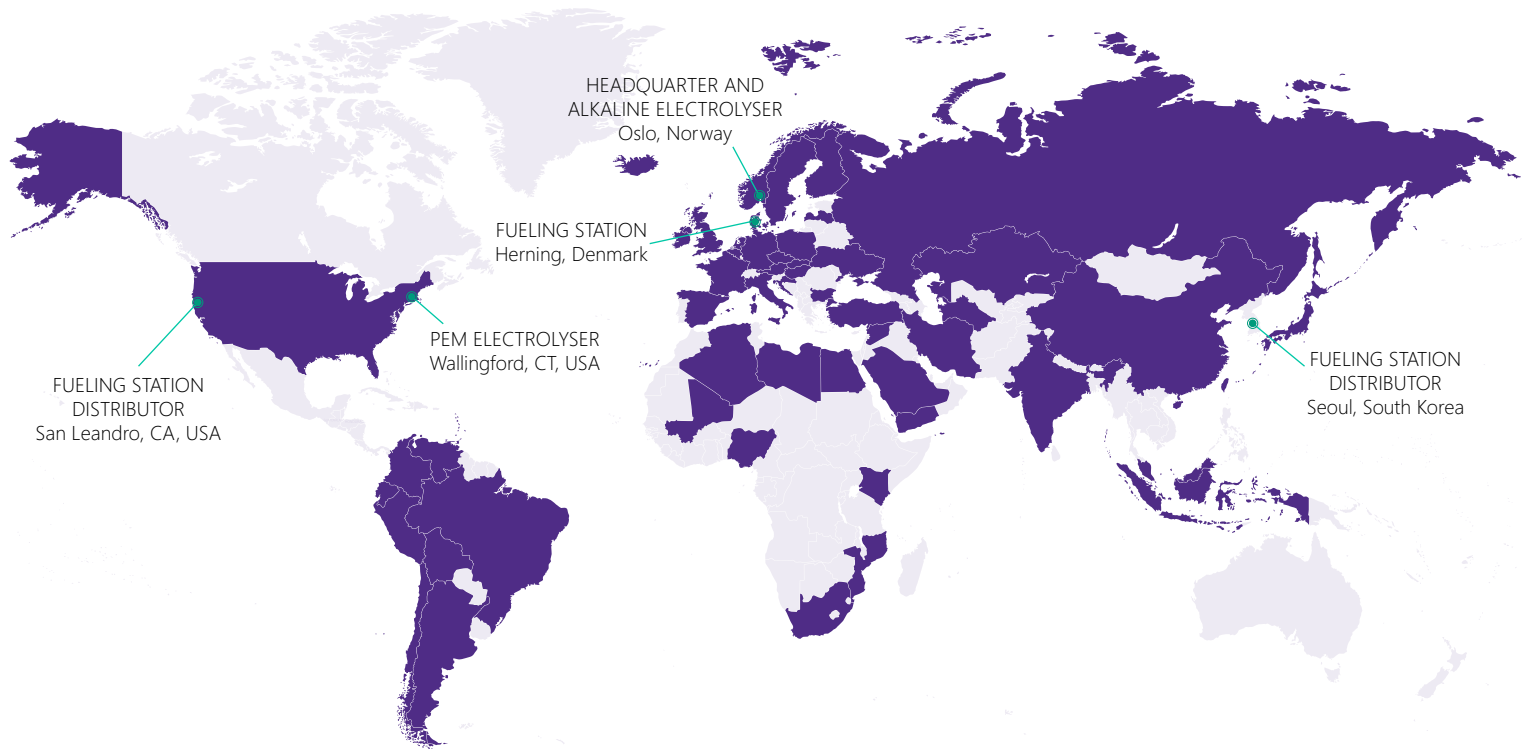 HEADQUARTER AND
ALKALINE ELECTROLYSER
Oslo, Norway
FUELING STATION
Herning, Denmark
PEM ELECTROLYSER
Wallingford, CT, USA
FUELING STATION
DISTRIBUTOR
San Leandro, CA, USA
FUELING STATION
DISTRIBUTOR
Seoul, South Korea